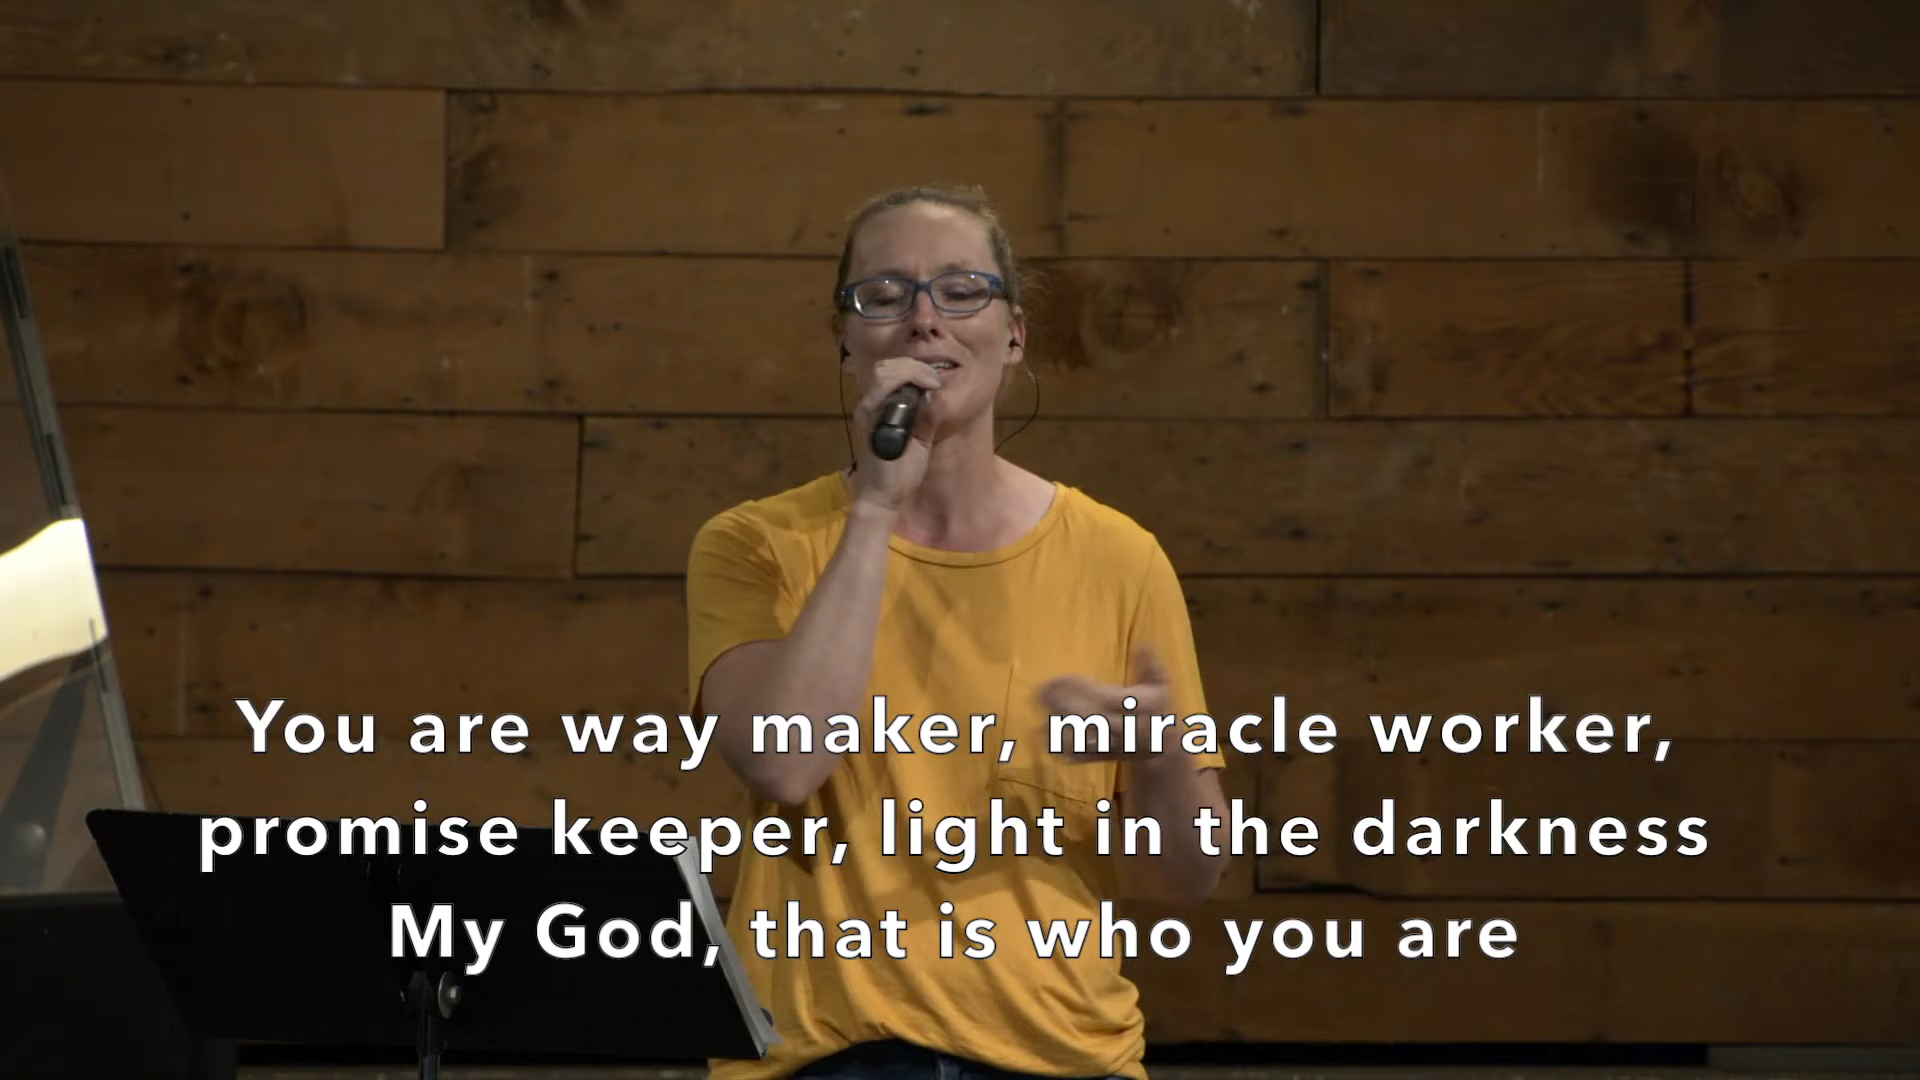 You are way maker, miracle worker,
promise keeper, light in the darkness
My God, that is who you are